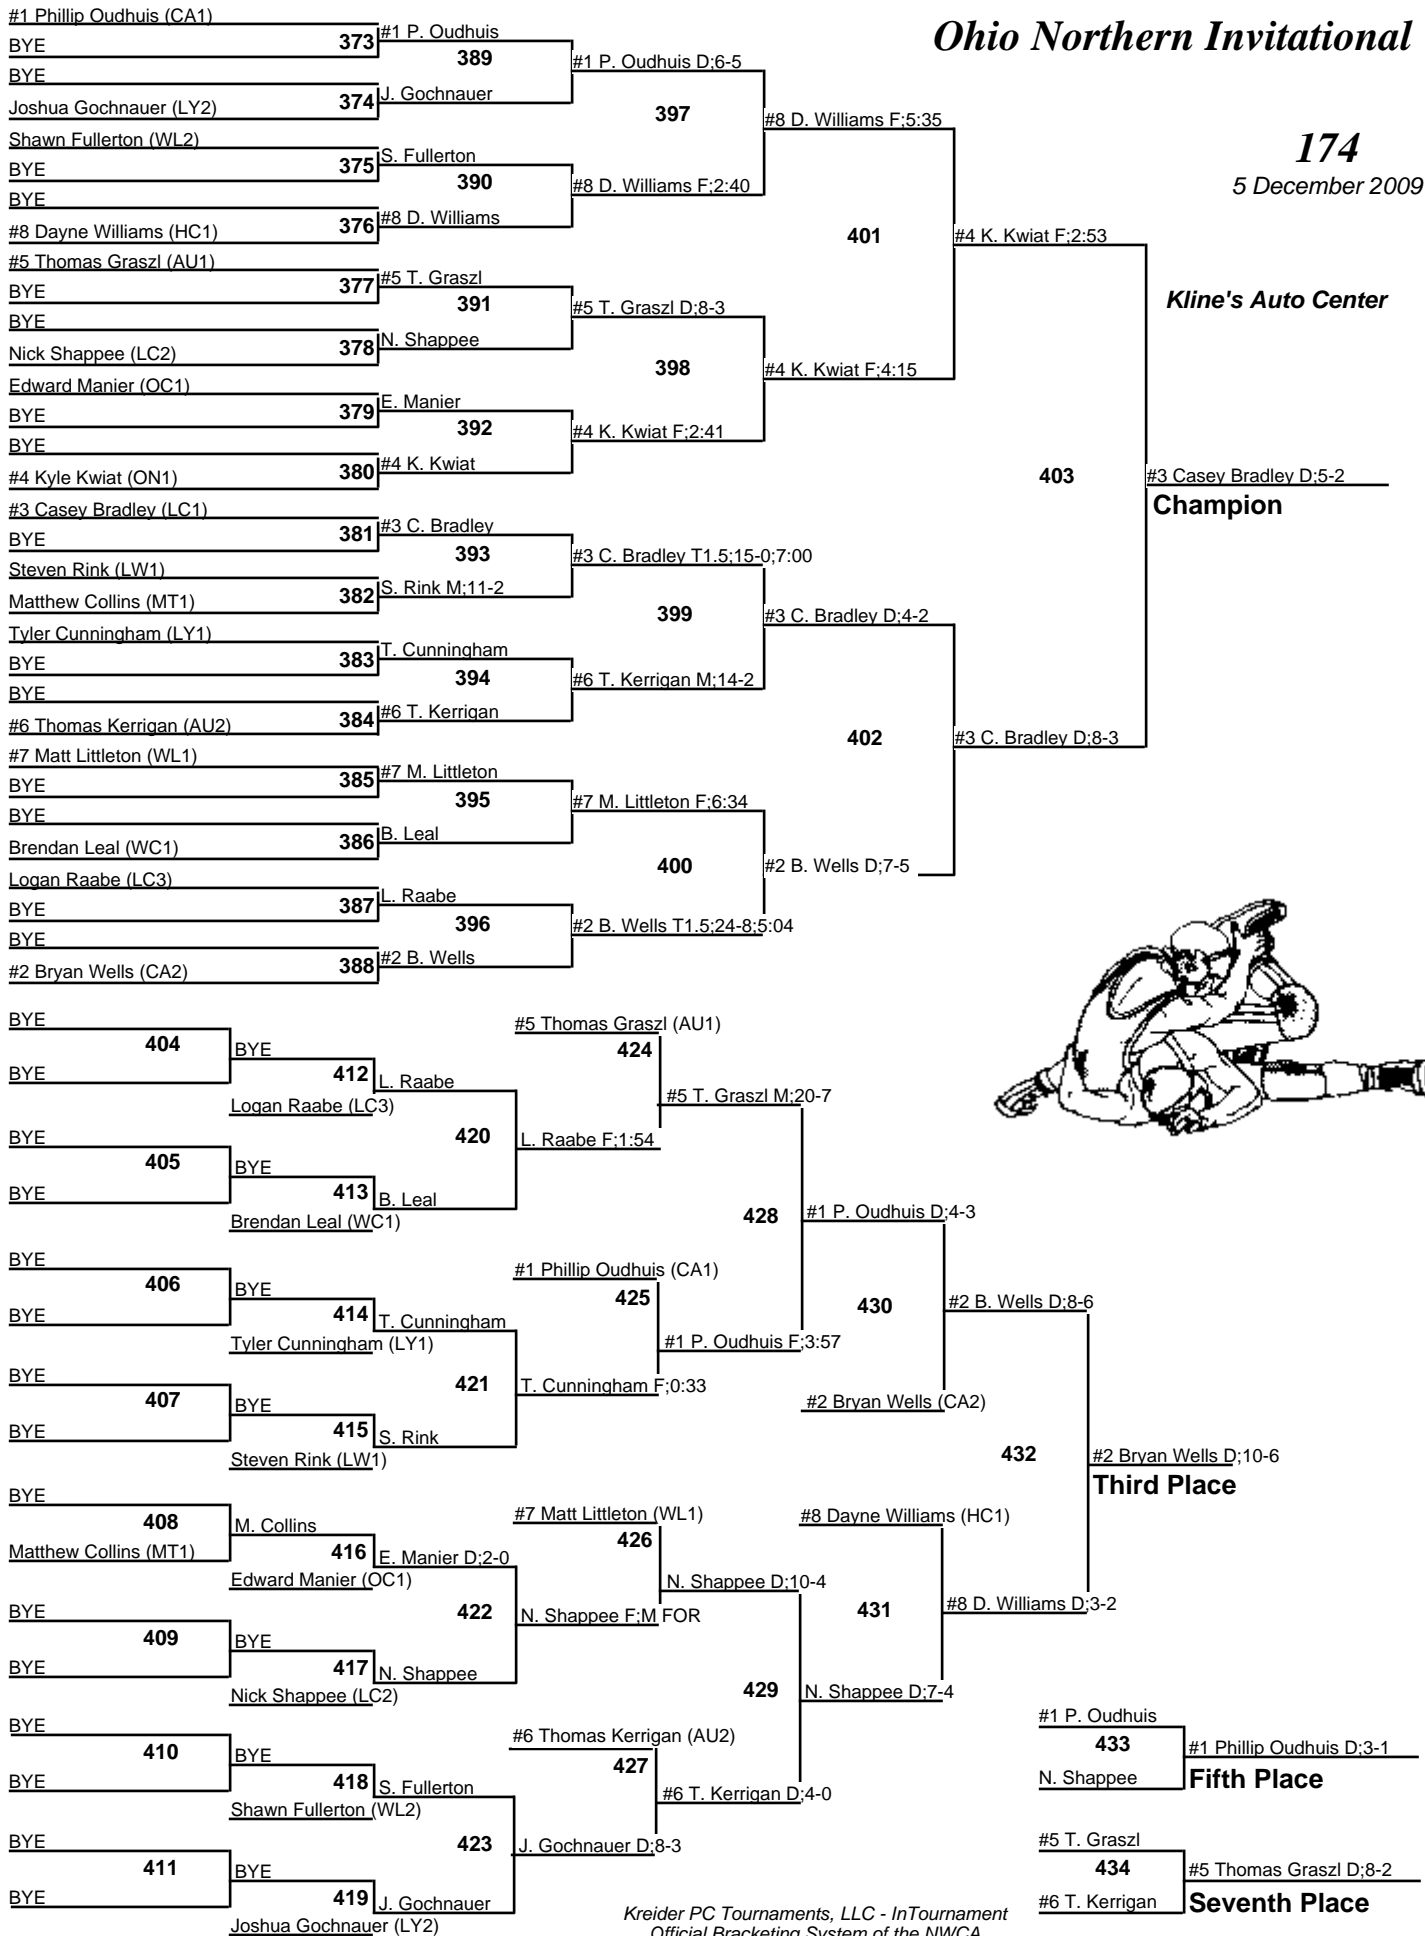 Ohio Northern Invitational
174
5 December 2009
Kline's Auto Center
#1 Phillip Oudhuis (CA1)
BYE
373
BYE
Joshua Gochnauer (LY2)
374
Shawn Fullerton (WL2)
BYE
375
BYE
#8 Dayne Williams (HC1)
376
#5 Thomas Graszl (AU1)
BYE
377
BYE
Nick Shappee (LC2)
378
Edward Manier (OC1)
BYE
379
BYE
#4 Kyle Kwiat (ON1)
380
#3 Casey Bradley (LC1)
BYE
381
Steven Rink (LW1)
Matthew Collins (MT1)
382
Tyler Cunningham (LY1)
BYE
383
BYE
#6 Thomas Kerrigan (AU2)
384
#7 Matt Littleton (WL1)
BYE
385
BYE
Brendan Leal (WC1)
386
Logan Raabe (LC3)
BYE
387
BYE
#2 Bryan Wells (CA2)
388
#1 P. Oudhuis
389
J. Gochnauer
S. Fullerton
390
#8 D. Williams
#5 T. Graszl
391
N. Shappee
E. Manier
392
#4 K. Kwiat
#3 C. Bradley
393
S. Rink M;11-2
T. Cunningham
394
#6 T. Kerrigan
#7 M. Littleton
395
B. Leal
L. Raabe
396
#2 B. Wells
#1 P. Oudhuis D;6-5
397
#8 D. Williams F;2:40
#5 T. Graszl D;8-3
398
#4 K. Kwiat F;2:41
#3 C. Bradley T1.5;15-0;7:00
399
#6 T. Kerrigan M;14-2
#7 M. Littleton F;6:34
400
#2 B. Wells T1.5;24-8;5:04
#8 D. Williams F;5:35
401
#4 K. Kwiat F;4:15
#3 C. Bradley D;4-2
402
#2 B. Wells D;7-5
#4 K. Kwiat F;2:53
403
#3 C. Bradley D;8-3
#3 Casey Bradley D;5-2
Champion
BYE
404
BYE
BYE
405
BYE
BYE
406
BYE
BYE
407
BYE
BYE
408
Matthew Collins (MT1)
BYE
409
BYE
BYE
410
BYE
BYE
411
BYE
BYE
412
Logan Raabe (LC3)
BYE
413
Brendan Leal (WC1)
BYE
414
Tyler Cunningham (LY1)
BYE
415
Steven Rink (LW1)
M. Collins
416
Edward Manier (OC1)
BYE
417
Nick Shappee (LC2)
BYE
418
Shawn Fullerton (WL2)
BYE
419
Joshua Gochnauer (LY2)
L. Raabe
420
B. Leal
T. Cunningham
421
S. Rink
E. Manier D;2-0
422
N. Shappee
S. Fullerton
423
J. Gochnauer
#5 Thomas Graszl (AU1)
424
L. Raabe F;1:54
#1 Phillip Oudhuis (CA1)
425
T. Cunningham F;0:33
#7 Matt Littleton (WL1)
426
N. Shappee F;M FOR
#6 Thomas Kerrigan (AU2)
427
J. Gochnauer D;8-3
#5 T. Graszl M;20-7
428
#1 P. Oudhuis F;3:57
N. Shappee D;10-4
429
#6 T. Kerrigan D;4-0
#1 P. Oudhuis D;4-3
430
#2 Bryan Wells (CA2)
#8 Dayne Williams (HC1)
431
N. Shappee D;7-4
#2 B. Wells D;8-6
432
#8 D. Williams D;3-2
#2 Bryan Wells D;10-6
Third Place
#1 P. Oudhuis
433
N. Shappee
#1 Phillip Oudhuis D;3-1
Fifth Place
#5 T. Graszl
434
#6 T. Kerrigan
#5 Thomas Graszl D;8-2
Seventh Place
Kreider PC Tournaments, LLC - InTournament
Official Bracketing System of the NWCA